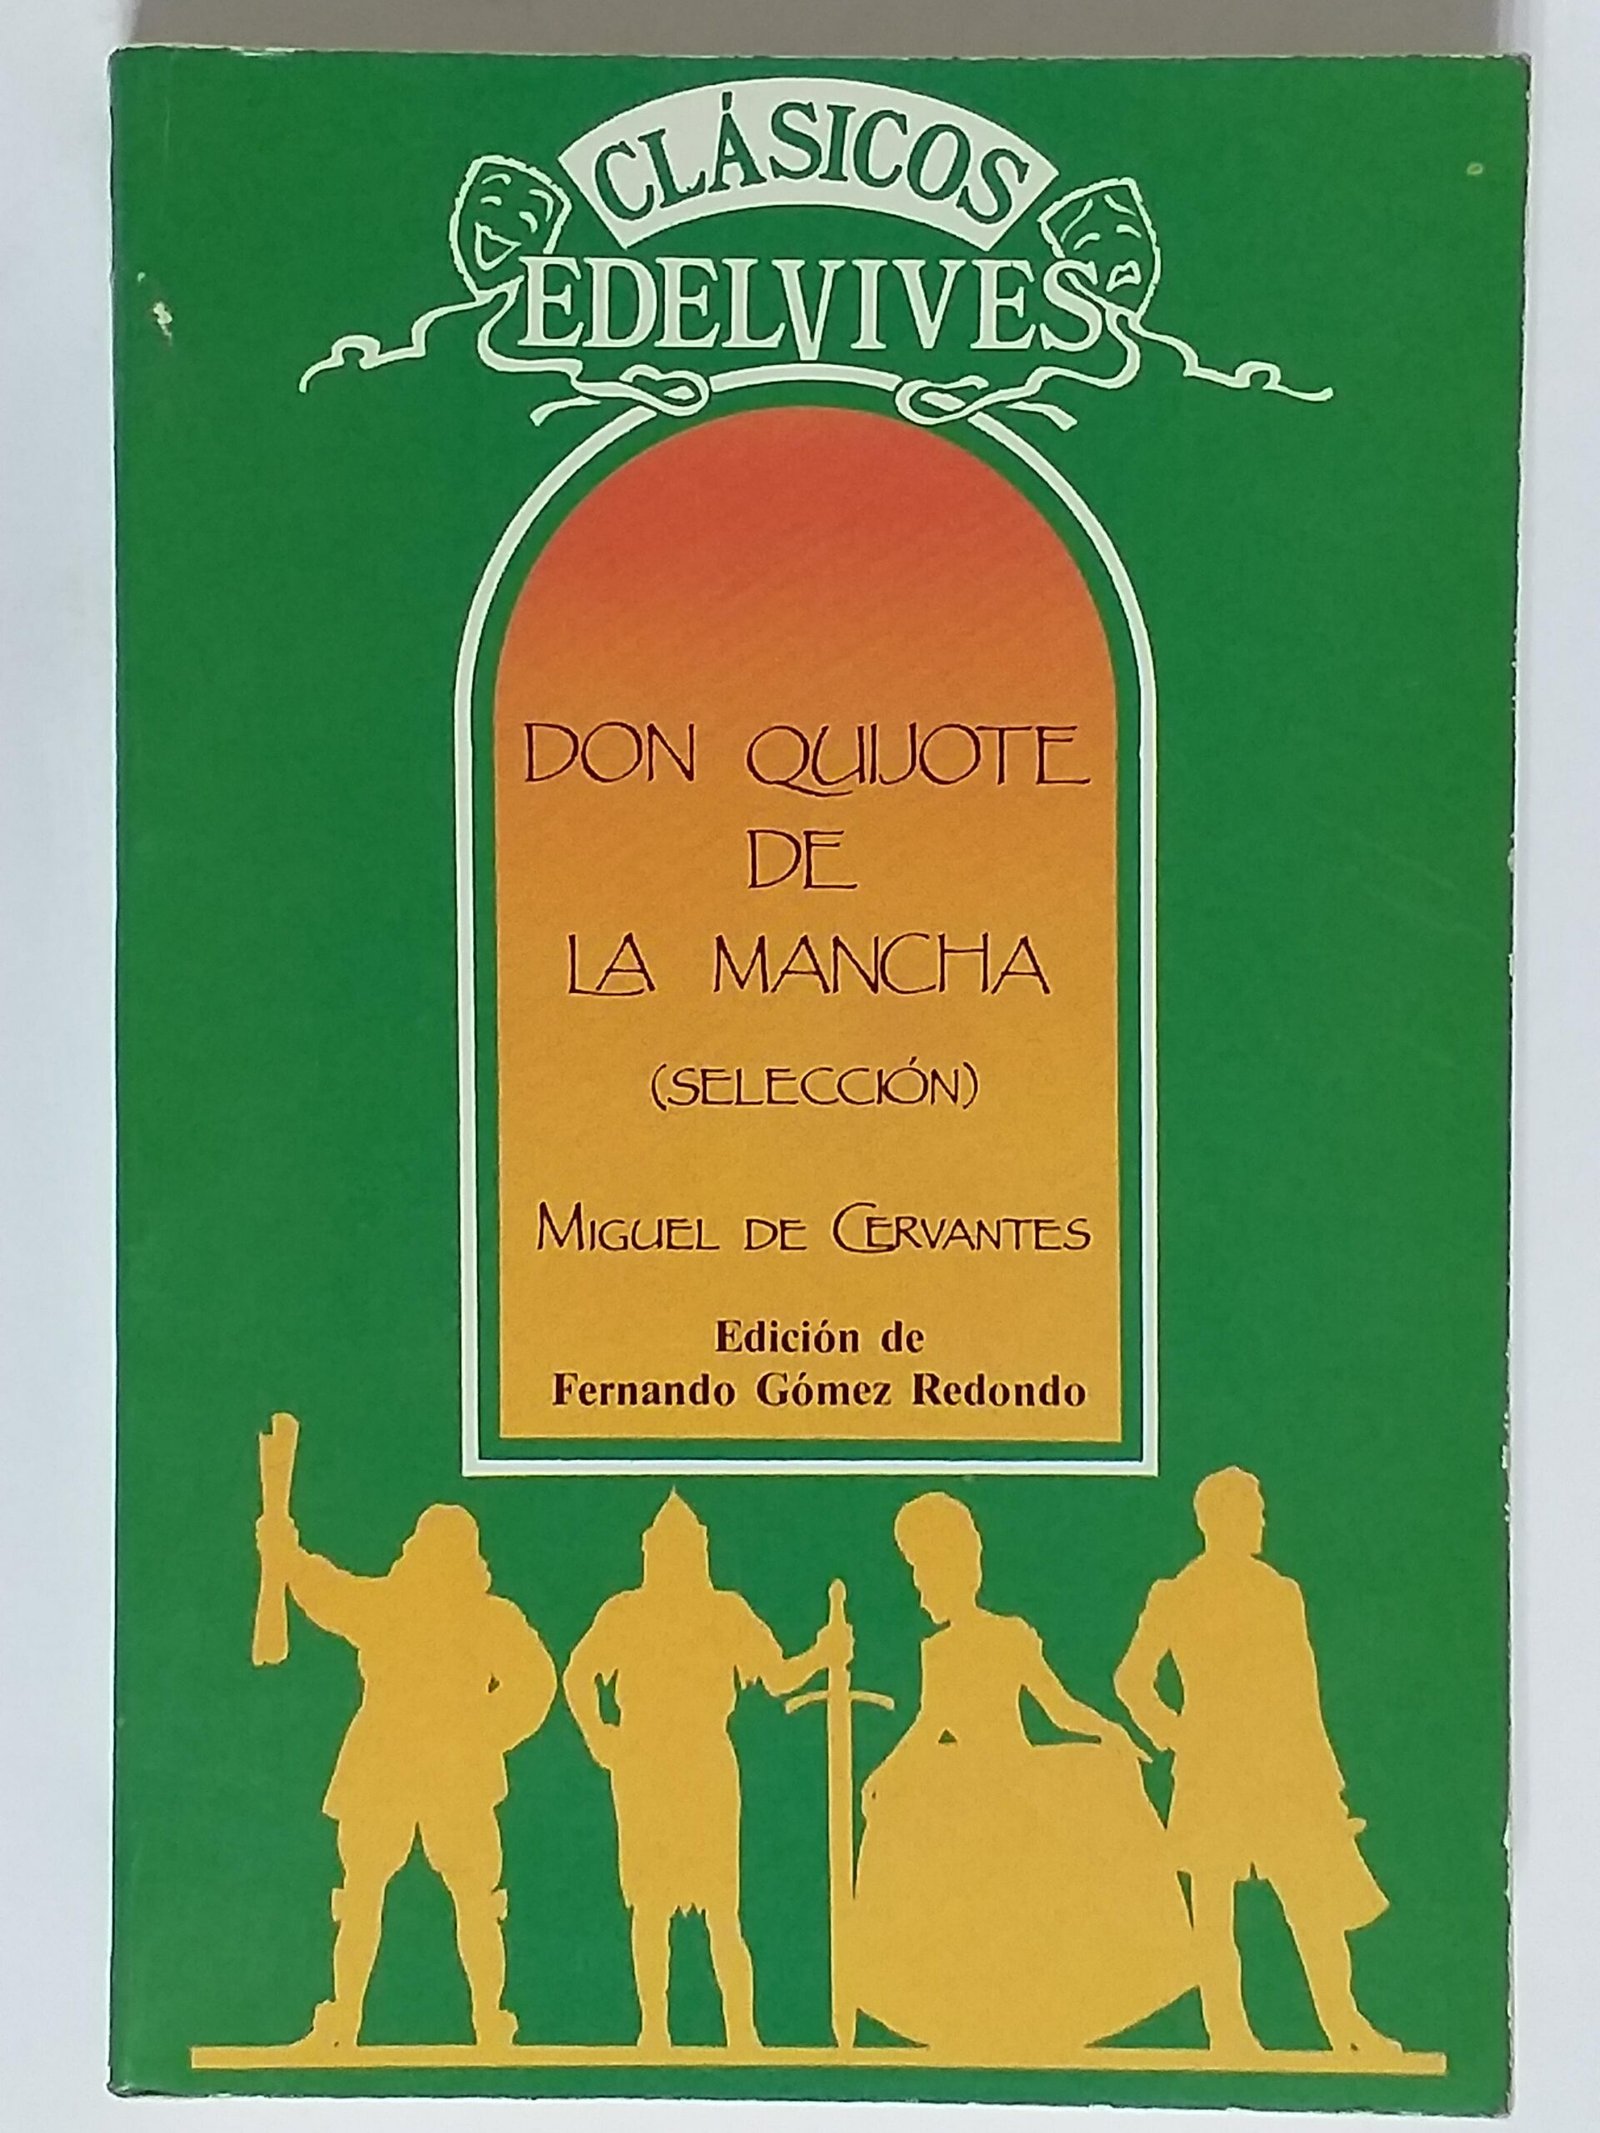 CLÁSICOS
EDELVIVES
DON QUIJOTE
DE
LA MANCHA
(SELECCIÓN)
MIGUEL DE CERVANTES
Edición de
Fernando Gómez Redondo